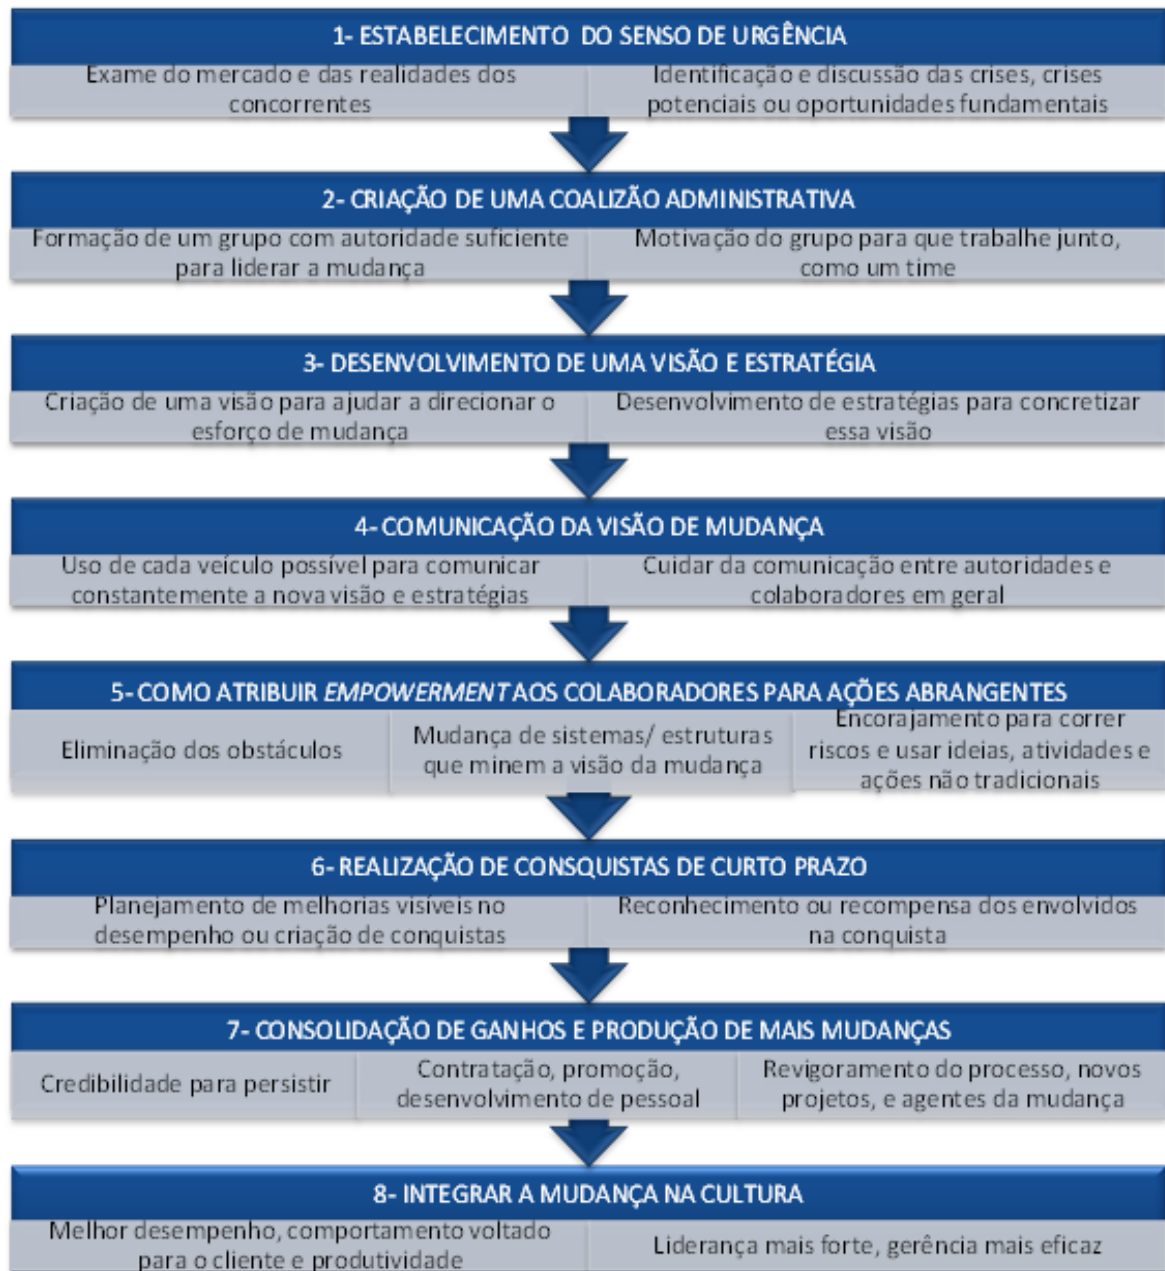 1- ESTABELECIMENTO DO SENSO DE URGÊNCIA
Exame do mercado e das realidades dos
concorrentes
Identificação e discussão das crises, crises
potenciais ou oportunidades fundamentais
2- CRIAÇÃO DE UMA COALIZÃO ADMINISTRATIVA
Formação de um grupo com autoridade suficiente
para liderar a mudança
Motivação do grupo para que trabalhe junto,
como um time
3- DESENVOLVIMENTO DE UMA VISÃO E ESTRATÉGIA
Criação de uma visão para ajudar a direcionar o
esforço de mudança
Desenvolvimento de estratégias para concretizar
essa visão
4- COMUNICAÇÃO DA VISÃO DE MUDANÇA
Uso de cada veículo possível para comunicar
constantemente a nova visão e estratégias
Cuidar da comunicação entre autoridades e
colaboradores em geral
5- COMO ATRIBUIR EMPOWERMENT AOS COLABORADORES PARA AÇÕES ABRANGENTES
Eliminação dos obstáculos
Mudança de sistemas/ estruturas
que minem a visão da mudança
Encorajamento para correr
riscos e usar ideias, atividades e
ações não tradicionais
6- REALIZAÇÃO DE CONSQUISTAS DE CURTO PRAZO
Planejamento de melhorias visíveis no
desempenho ou criação de conquistas
Reconhecimento ou recompensa dos envolvidos
na conquista
7- CONSOLIDAÇÃO DE GANHOS E PRODUÇÃO DE MAIS MUDANÇAS
Credibilidade para persistir
Contratação, promoção,
desenvolvimento de pessoal
Revigoramento do processo, novos
projetos, e agentes da mudança
8- INTEGRAR A MUDANÇA NA CULTURA
Melhor desempenho, comportamento voltado
para o cliente e produtividade
Liderança mais forte, gerência mais eficaz